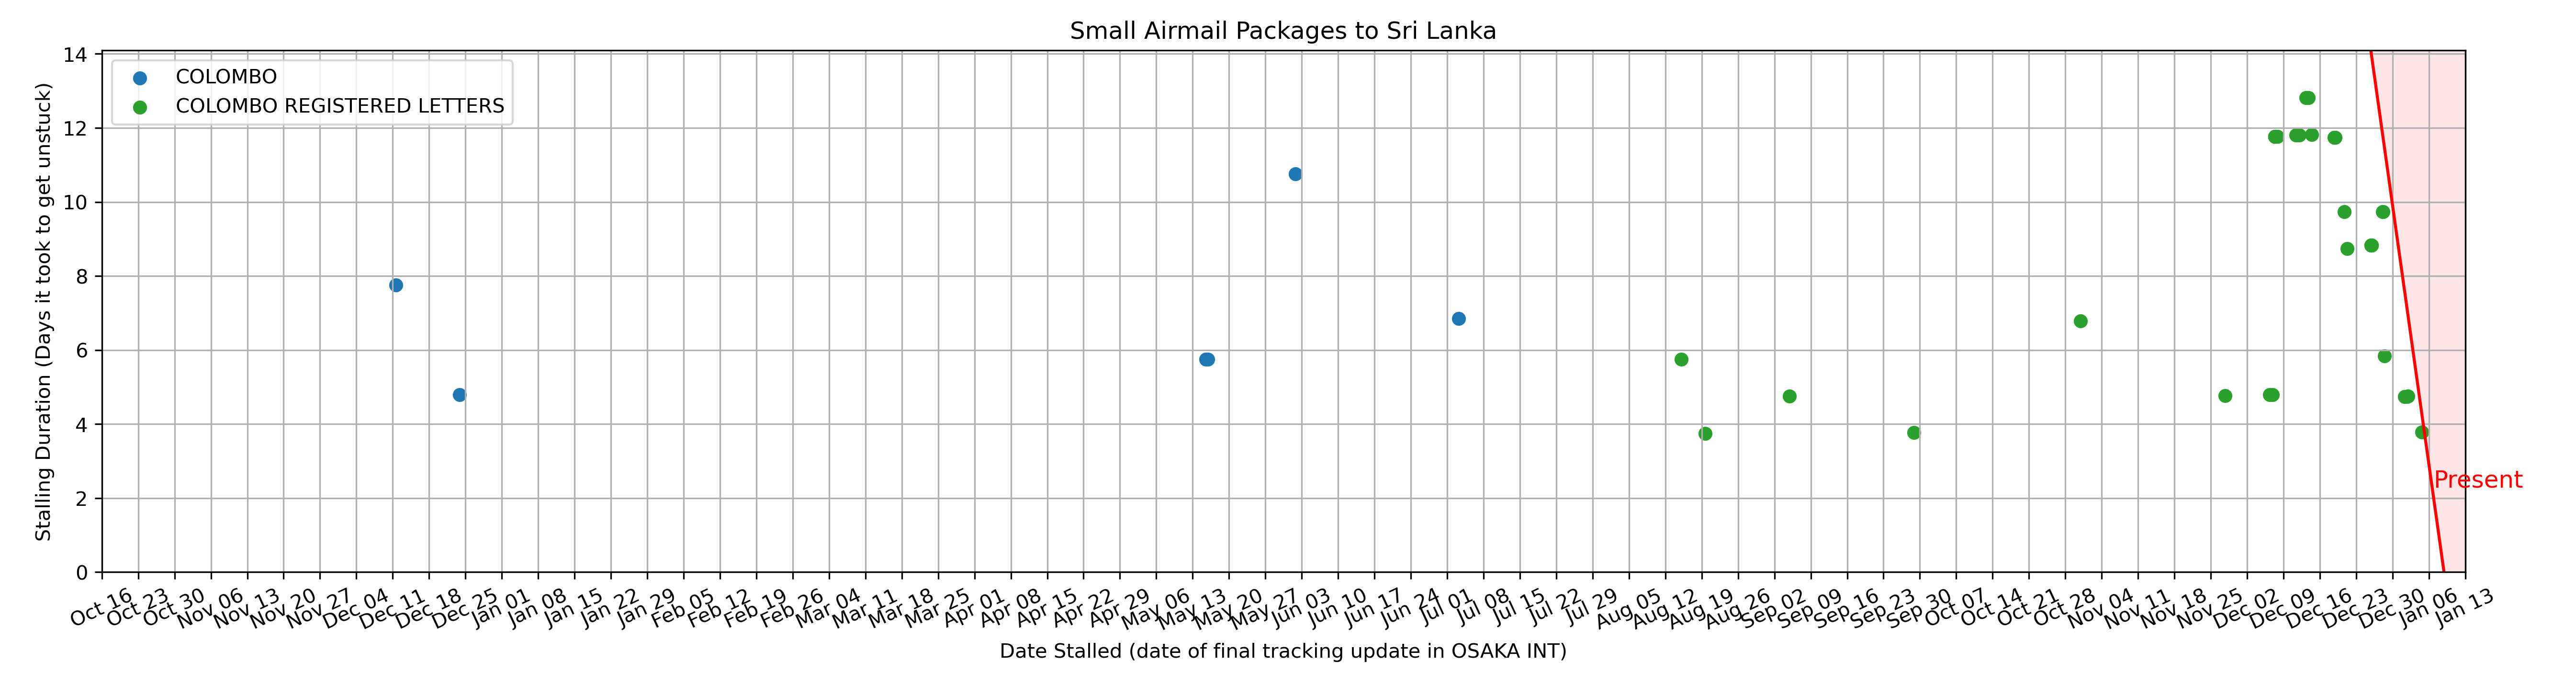 Small Airmail Packages to Sri Lanka
COLOMBO
COLOMBO REGISTERED LETTERS
Stalling Duration (Days it took to get unstuck)
14
12
10
8
6
4
2
0
Present
Oct 16
Oct 23
Oct 30
Nov 06
Nov 13
Nov 20
Nov 27
Dec 04
Dec 11
Dec 18
Dec 25
Jan 01
Jan 08
Jan 15
Jan 22
Jan 29
Feb 05
Feb 12
Feb 19
Feb 26
Mar 04
Mar 11
Mar 18
Mar 25
Apr 01
Apr 08
Apr 15
Apr 22
Apr 29
May 06
May 13
May 20
May 27
Jun 03
Jun 10
Jun 17
Jun 24
Jul 01
Jul 08
Jul 15
Jul 22
Jul 29
Aug 05
Aug 12
Aug 19
Aug 26
Sep 02
Sep 09
Sep 16
Sep 23
Sep 30
Oct 07
Oct 14
Oct 21
Oct 28
Nov 04
Nov 11
Nov 18
Nov 25
Dec 02
Dec 09
Dec 16
Dec 23
Dec 30
Jan 06
Jan 13
Date Stalled (date of final tracking update in OSAKA INT)